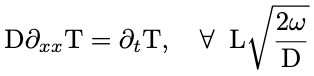 D∂ₓₓT = ∂ₜT, ∀ L√(2ω/D)